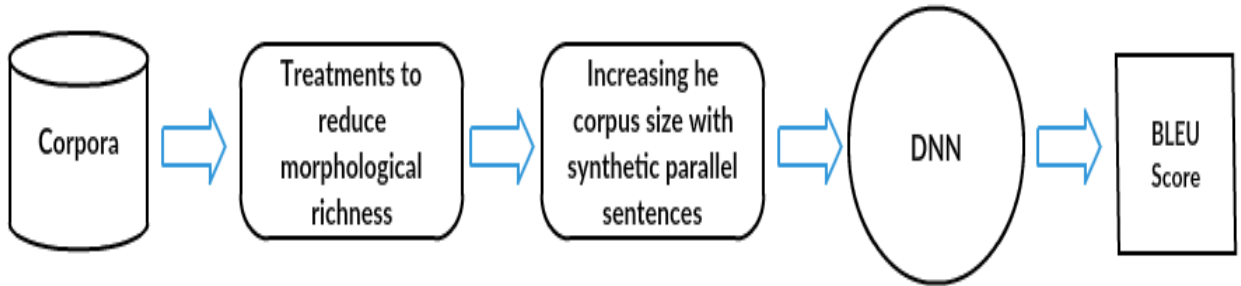 Corpora
Treatments to
reduce
morphological
richness
Increasing he
corpus size with
synthetic parallel
sentences
DNN
BLEU
Score